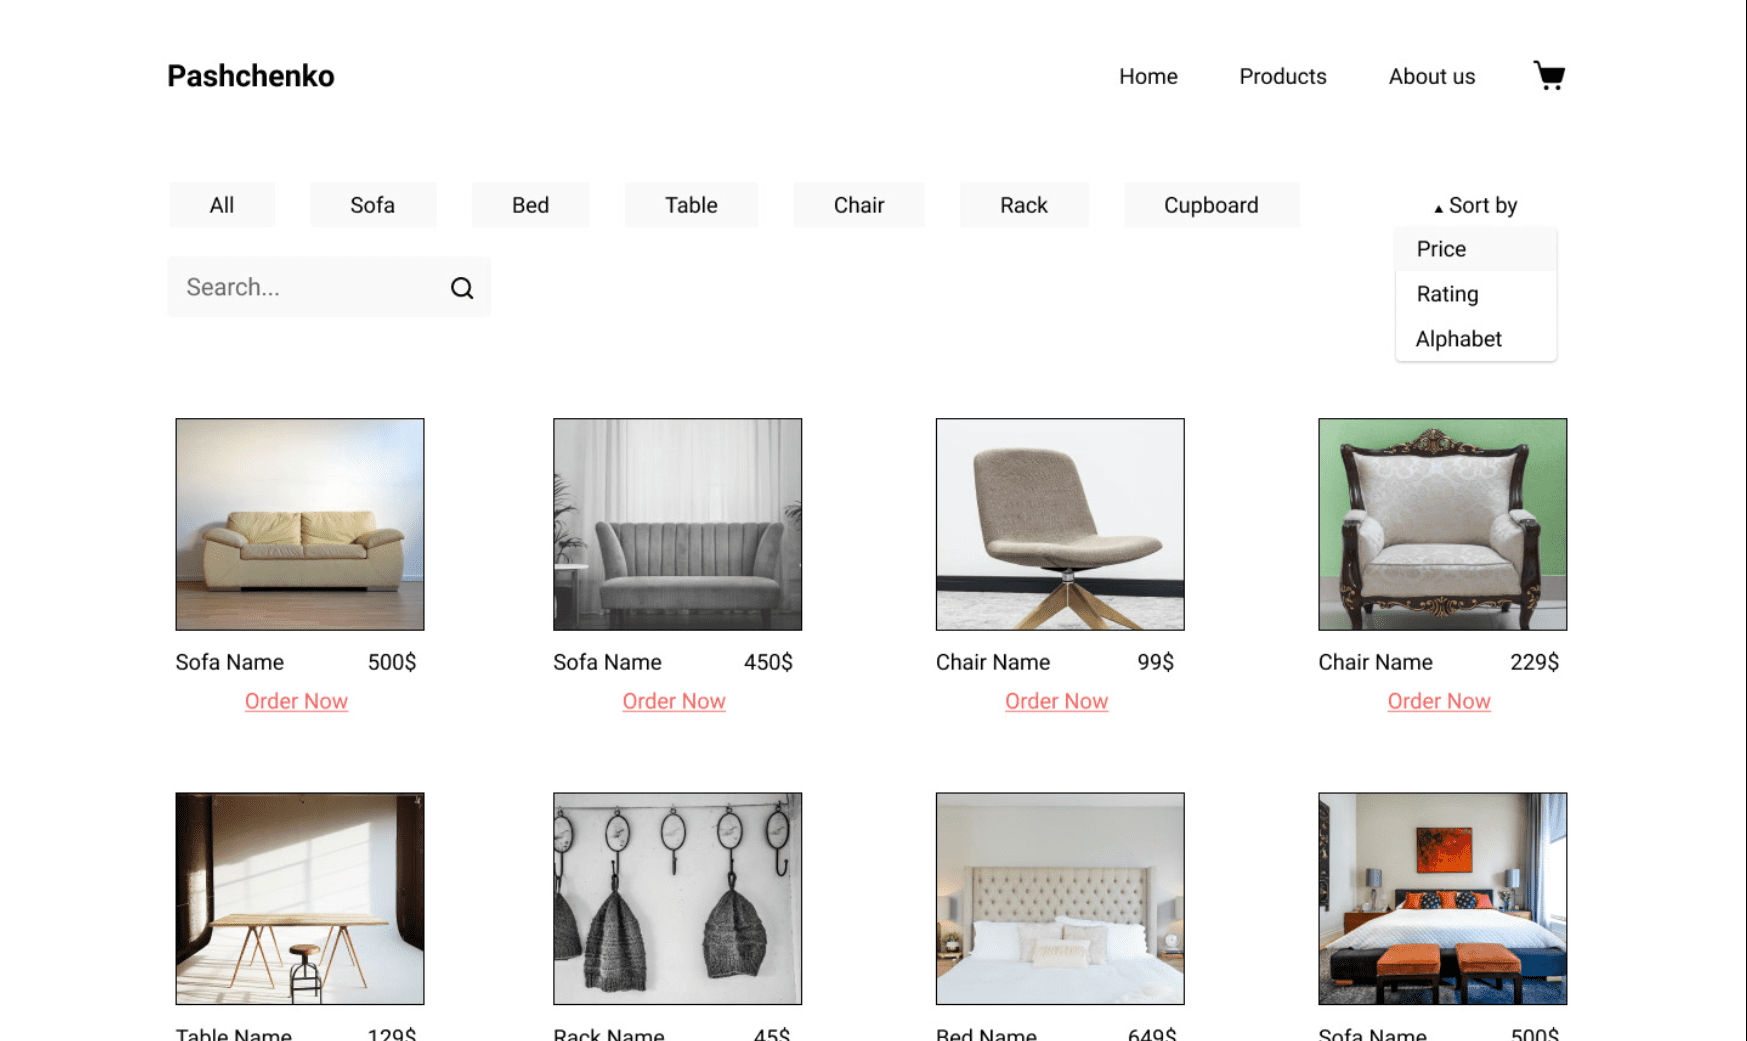 Pashchenko
Home Products About us
All Sofa Bed Table Chair Rack Cupboard ▲ Sort by
Price
Search...
Rating
Alphabet
Sofa Name 500$ Sofa Name 450$ Chair Name 99$ Chair Name 229$
Order Now Order Now Order Now Order Now
Table Name 129$ Rack Name 45$ Bed Name 649$ Sofa Name 500$